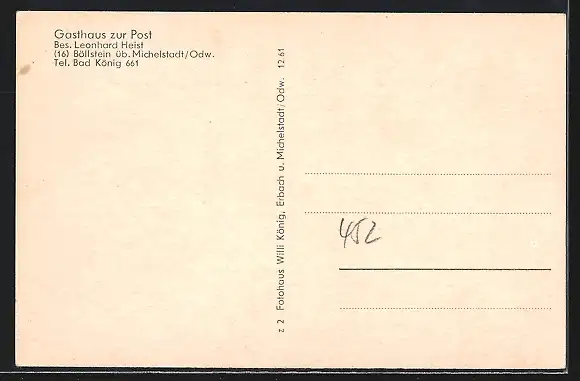 Gasthaus zur Post
Bes. Leonhard Heist
(16) Böllstein üb. Michelstadt/Odw.
Tel. Bad König 661
z 2 Fotohaus Willi König, Erbach u. Michelstadt/Odw. 12 61
452